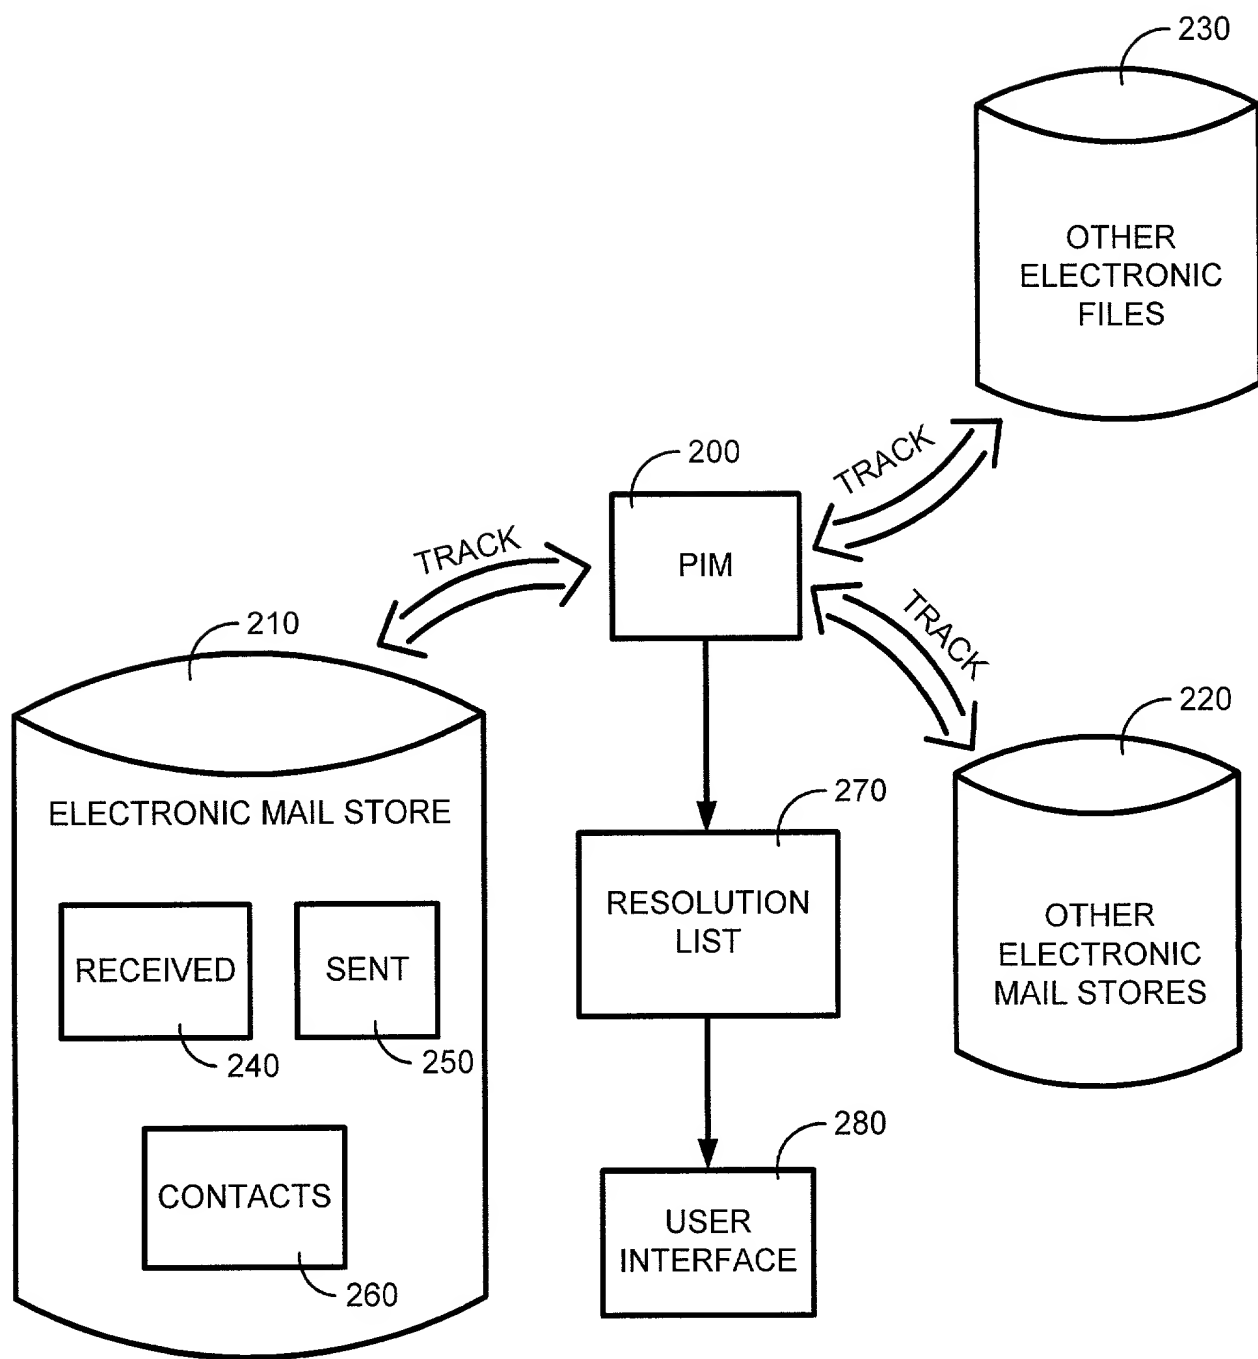 230
OTHER
ELECTRONIC
FILES
200
TRACK
PIM
TRACK
TRACK
210
220
ELECTRONIC MAIL STORE
270
RESOLUTION
LIST
OTHER
ELECTRONIC
MAIL STORES
RECEIVED
SENT
240
250
280
CONTACTS
USER
INTERFACE
260